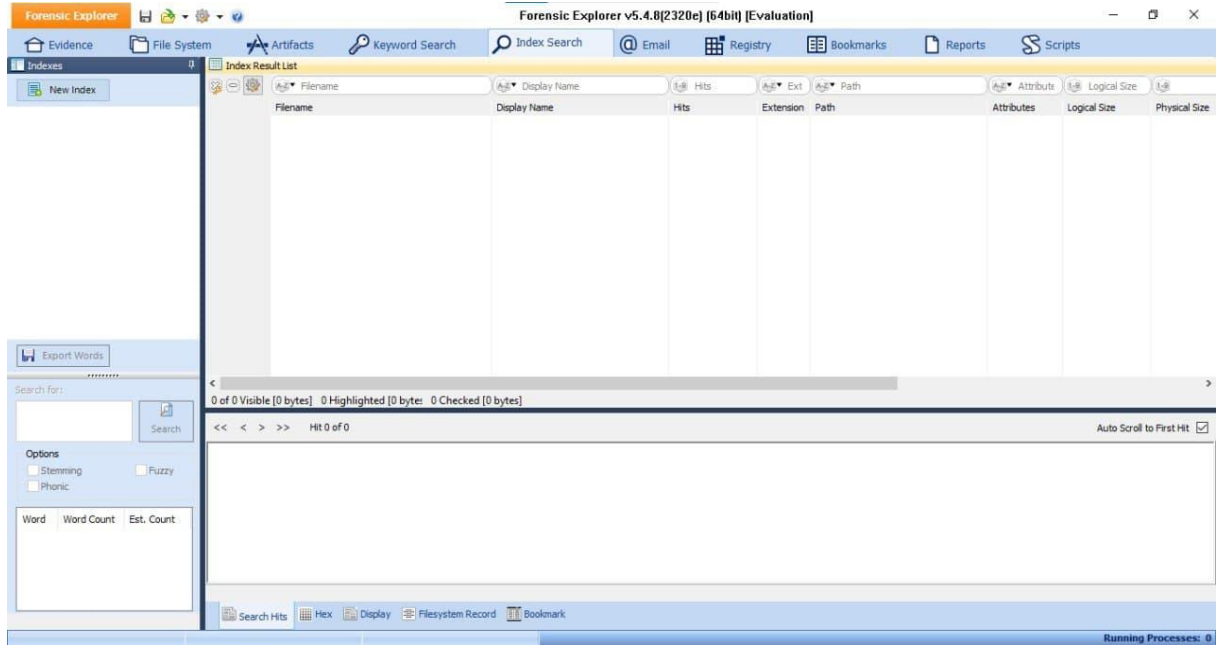 Forensic Explorer
Forensic Explorer v5.4.8(2320e) (64bit) [Evaluation]
Evidence File System Artifacts Keyword Search Index Search Email Registry Bookmarks Reports Scripts
Indexes
Index Result List
New Index
Filename Display Name Hits Ext Path Attribute Logical Size
Filename Display Name Hits Extension Path Attributes Logical Size Physical Size
Export Words
Search for:
Search
Options
Stemming Fuzzy
Phonic
Word Word Count Est. Count
0 of 0 Visible [0 bytes] 0 Highlighted [0 byte: 0 Checked [0 bytes]
<< < > >> Hit 0 of 0 Auto Scroll to First Hit
Search Hits Hex Display Filesystem Record Bookmark
Running Processes: 0